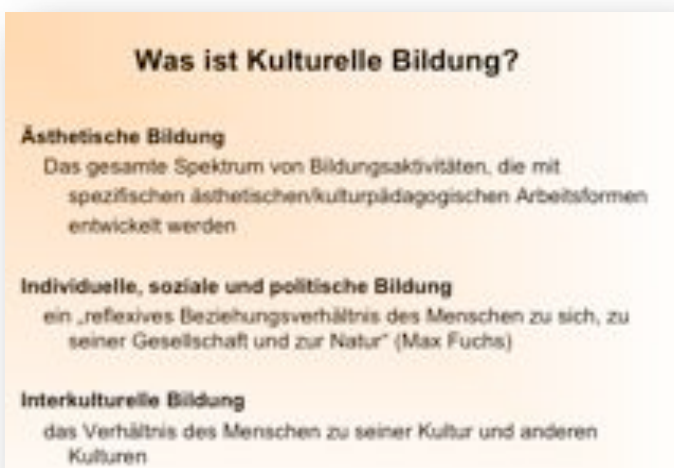 Was ist Kulturelle Bildung?
Ästhetische Bildung
Das gesamte Spektrum von Bildungsaktivitäten, die mit
spezifischen ästhetischen/kulturpädagogischen Arbeitsformen
entwickelt werden
Individuelle, soziale und politische Bildung
ein „reflexives Beziehungsverhältnis des Menschen zu sich, zu
seiner Gesellschaft und zur Natur“ (Max Fuchs)
Interkulturelle Bildung
das Verhältnis des Menschen zu seiner Kultur und anderen
Kulturen